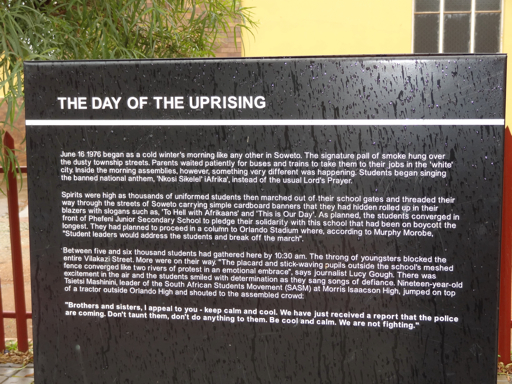 THE DAY OF THE UPRISING
June 16 1976 began as a cold winter's morning like any other in Soweto. The signature pall of smoke hung over
the dusty township streets. Parents waited patiently for buses and trains to take them to their jobs in the 'white'
city. Inside the morning assemblies, however, something very different was happening. Students began singing
the banned national anthem, 'Nkosi Sikelel' iAfrika', instead of the usual Lord's Prayer.
Spirits were high as thousands of uniformed students then marched out of their school gates and threaded their
way through the streets of Soweto carrying simple cardboard banners that they had hidden rolled up in their
blazers with slogans such as, 'To Hell with Afrikaans' and 'This is Our Day'. As planned, the students converged in
front of Phefeni Junior Secondary School to pledge their solidarity with this school that had been on boycott the
longest. They had planned to proceed in a column to Orlando Stadium where, according to Murphy Morobe,
"Student leaders would address the students and break off the march".
Between five and six thousand students had gathered here by 10:30 am. The throng of youngsters blocked the
entire Vilakazi Street. More were on their way. "The placard and stick-waving pupils outside the school's meshed
fence converged like two rivers of protest in an emotional embrace", says journalist Lucy Gough. There was
excitement in the air and the students smiled with determination as they sang songs of defiance. Nineteen-year-old
Tsietsi Mashinini, leader of the South African Students Movement (SASM) at Morris Isaacson High, jumped on top
of a tractor outside Orlando High and shouted to the assembled crowd:
"Brothers and sisters, I appeal to you - keep calm and cool. We have just received a report that the police
are coming. Don't taunt them, don't do anything to them. Be cool and calm. We are not fighting."